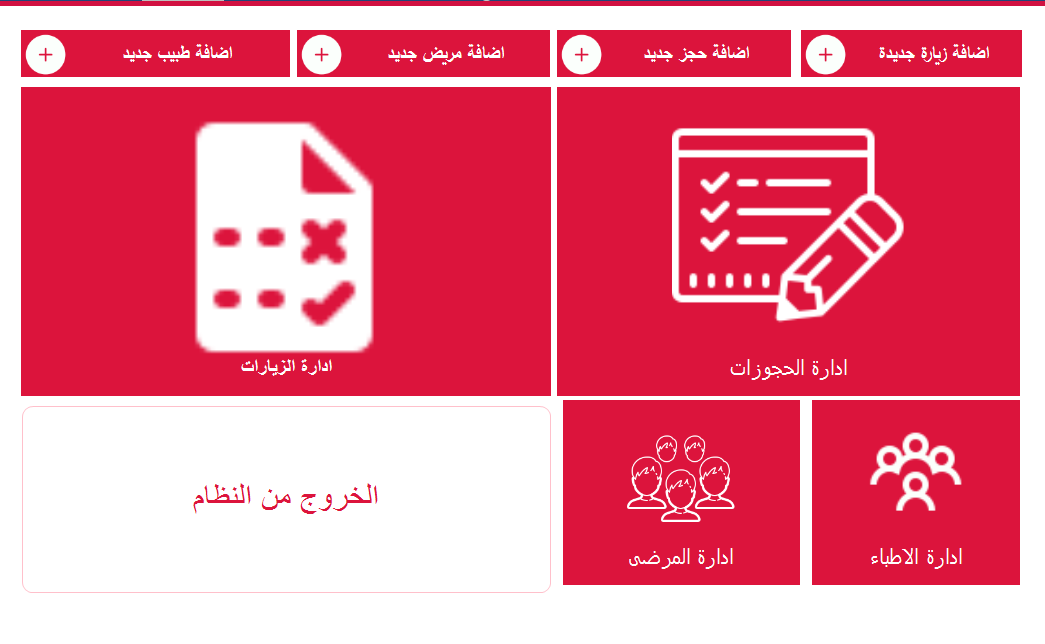 اضافة زيارة جديدة
اضافة حجز جديد
اضافة مريض جديد
اضافة طبيب جديد
ادارة الحجوزات
ادارة الزيارات
ادارة الاطباء
ادارة المرضى
الخروج من النظام